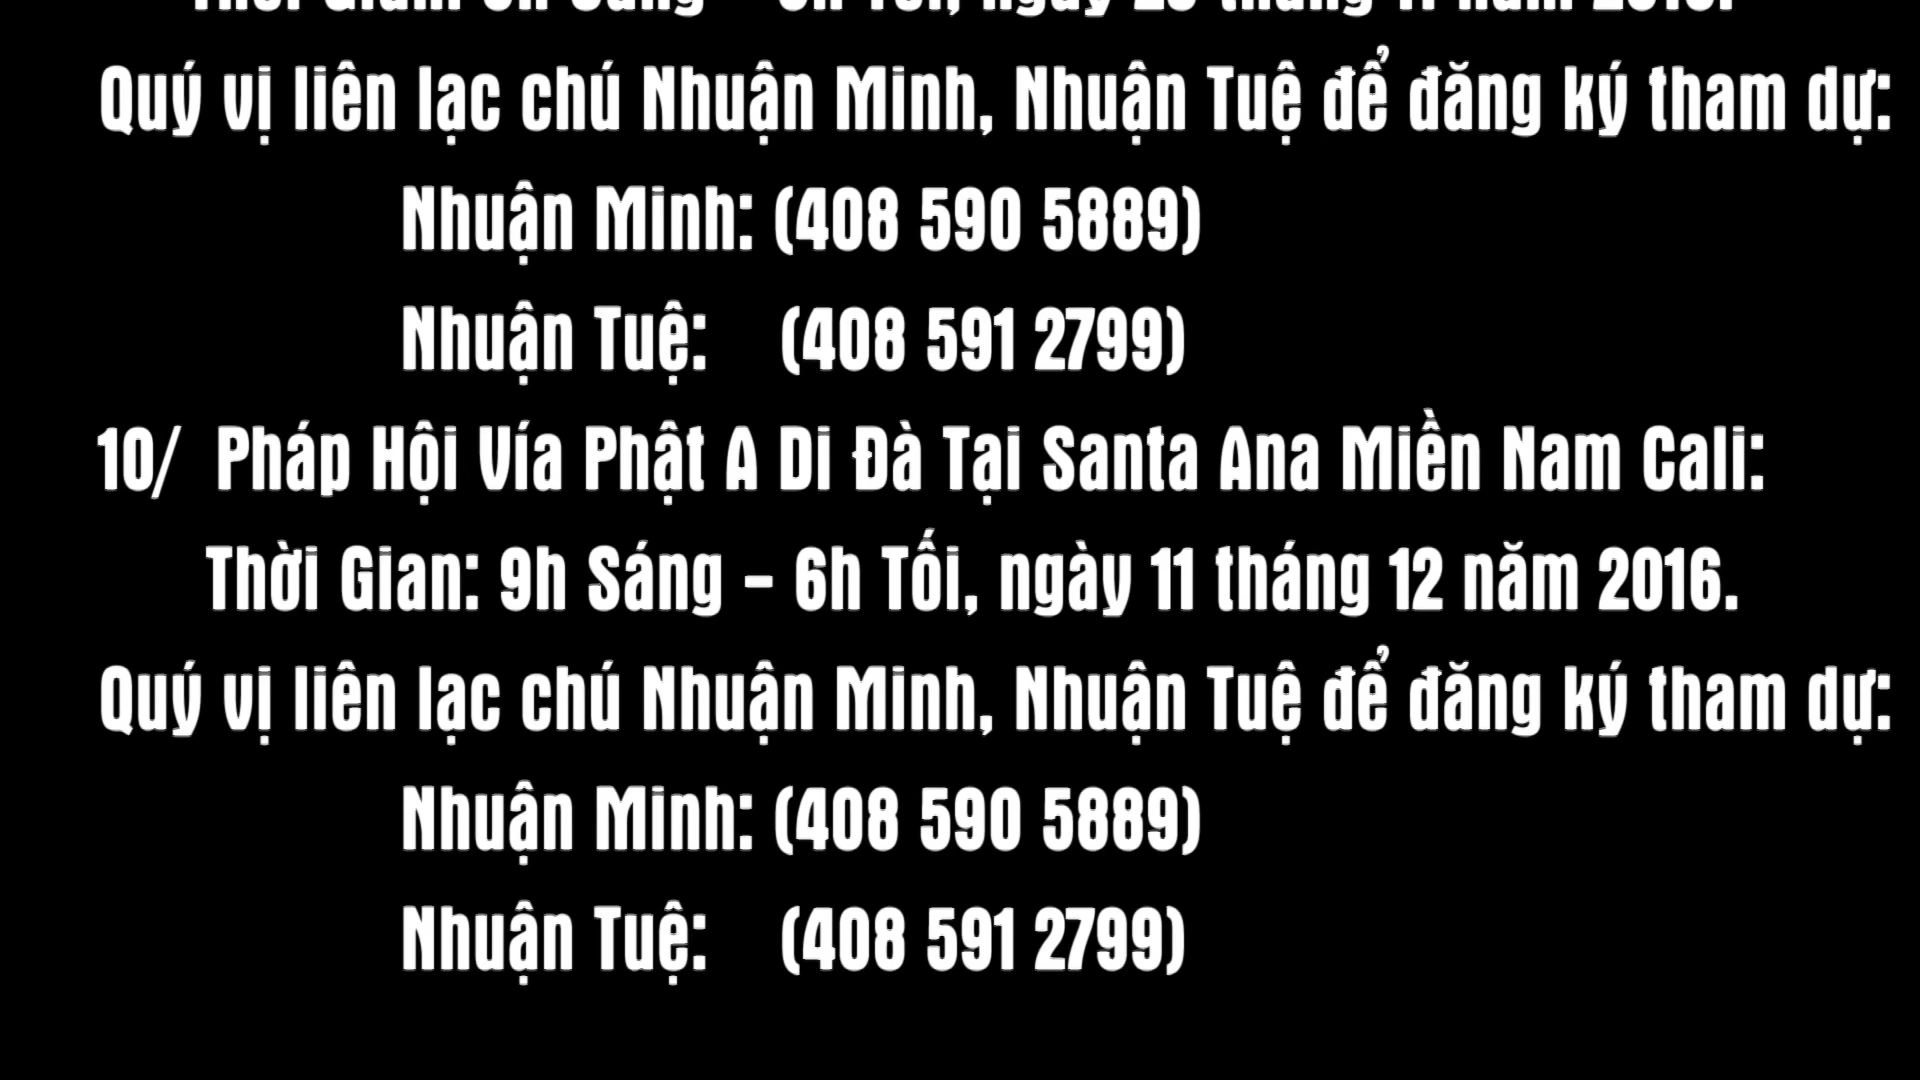 Quý vị liên lạc chú Nhuận Minh, Nhuận Tuệ để đăng ký tham dự:
Nhuận Minh: (408 590 5889)
Nhuận Tuệ: (408 591 2799)
10/ Pháp Hội Vía Phật A Di Đà Tại Santa Ana Miền Nam Cali:
Thời Gian: 9h Sáng – 6h Tối, ngày 11 tháng 12 năm 2016.
Quý vị liên lạc chú Nhuận Minh, Nhuận Tuệ để đăng ký tham dự:
Nhuận Minh: (408 590 5889)
Nhuận Tuệ: (408 591 2799)